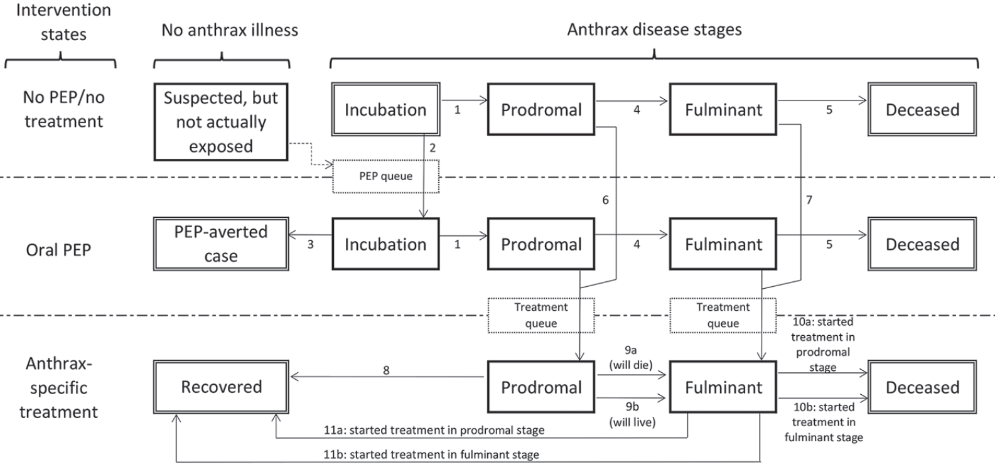 Intervention
states
No anthrax illness
Anthrax disease stages
No PEP/no
treatment
Suspected, but
not actually
exposed
Incubation
1
Prodromal
4
Fulminant
5
Deceased
2
PEP queue
6
7
Oral PEP
PEP-averted
case
3
Incubation
1
Prodromal
4
Fulminant
5
Deceased
Treatment
queue
Treatment
queue
10a: started
treatment in
prodromal
stage
Anthrax-
specific
treatment
Recovered
8
Prodromal
9a
(will die)
9b
(will live)
Fulminant
10b: started
treatment in
fulminant stage
Deceased
11a: started treatment in prodromal stage
11b: started treatment in fulminant stage